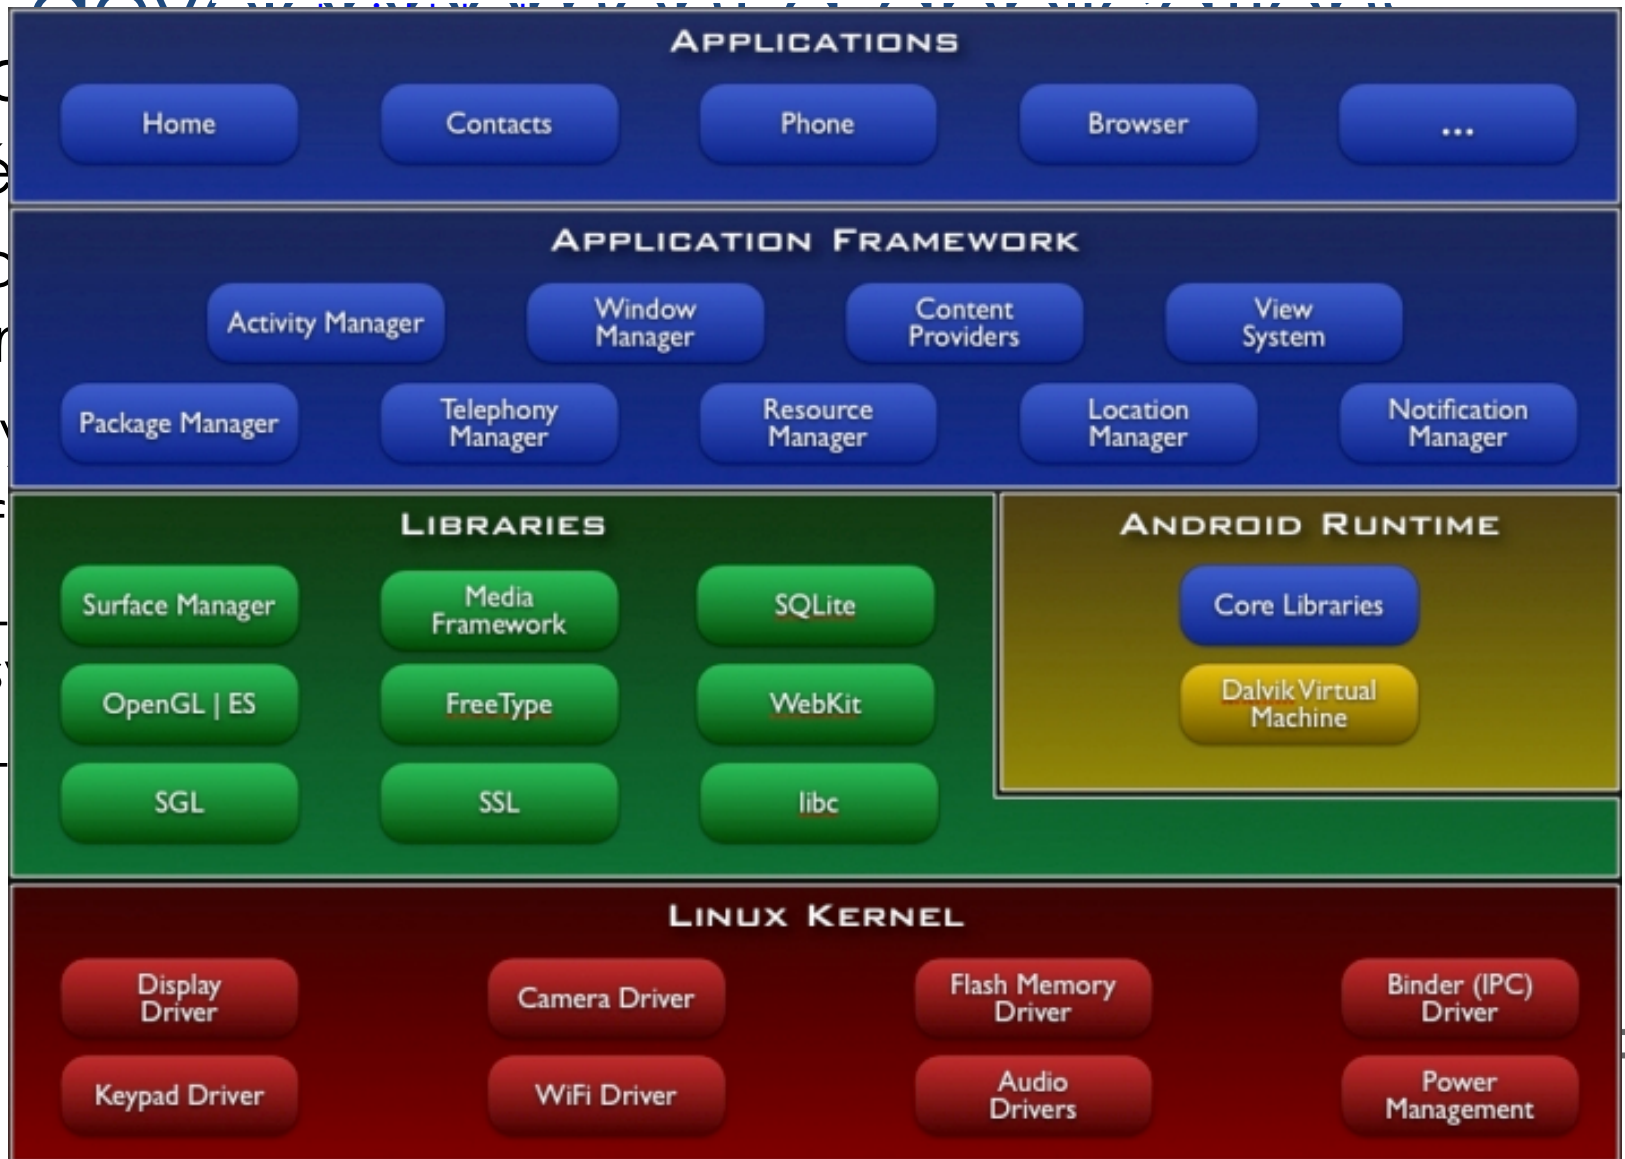 APPLICATIONS
Home
Contacts
Phone
Browser
...
APPLICATION FRAMEWORK
Activity Manager
Window
Manager
Content
Providers
View
System
Package Manager
Telephony
Manager
Resource
Manager
Location
Manager
Notification
Manager
LIBRARIES
Surface Manager
Media
Framework
SQLite
OpenGL | ES
FreeType
WebKit
SGL
SSL
libc
ANDROID RUNTIME
Core Libraries
Dalvik Virtual
Machine
LINUX KERNEL
Display
Driver
Camera Driver
Flash Memory
Driver
Binder (IPC)
Driver
Keypad Driver
WiFi Driver
Audio
Drivers
Power
Management